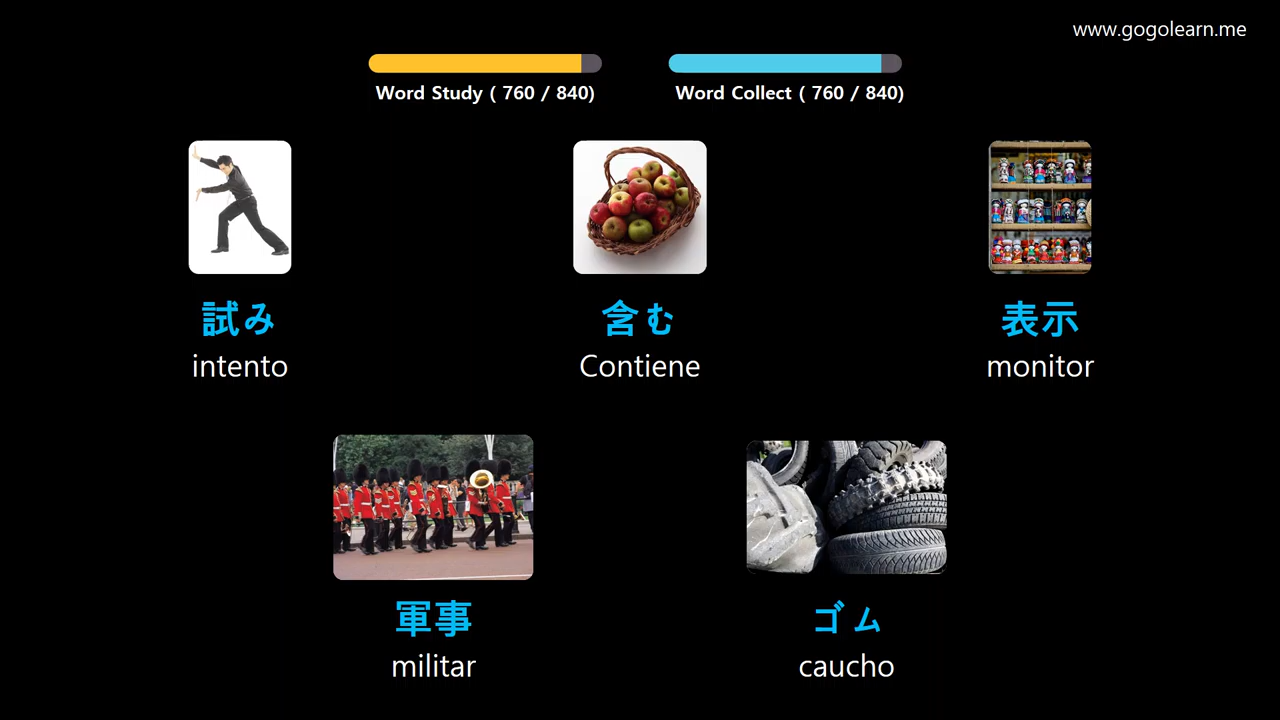 www.gogolearn.me
Word Study ( 760 / 840)
Word Collect ( 760 / 840)
試み
intento
含む
Contiene
表示
monitor
軍事
militar
ゴム
caucho